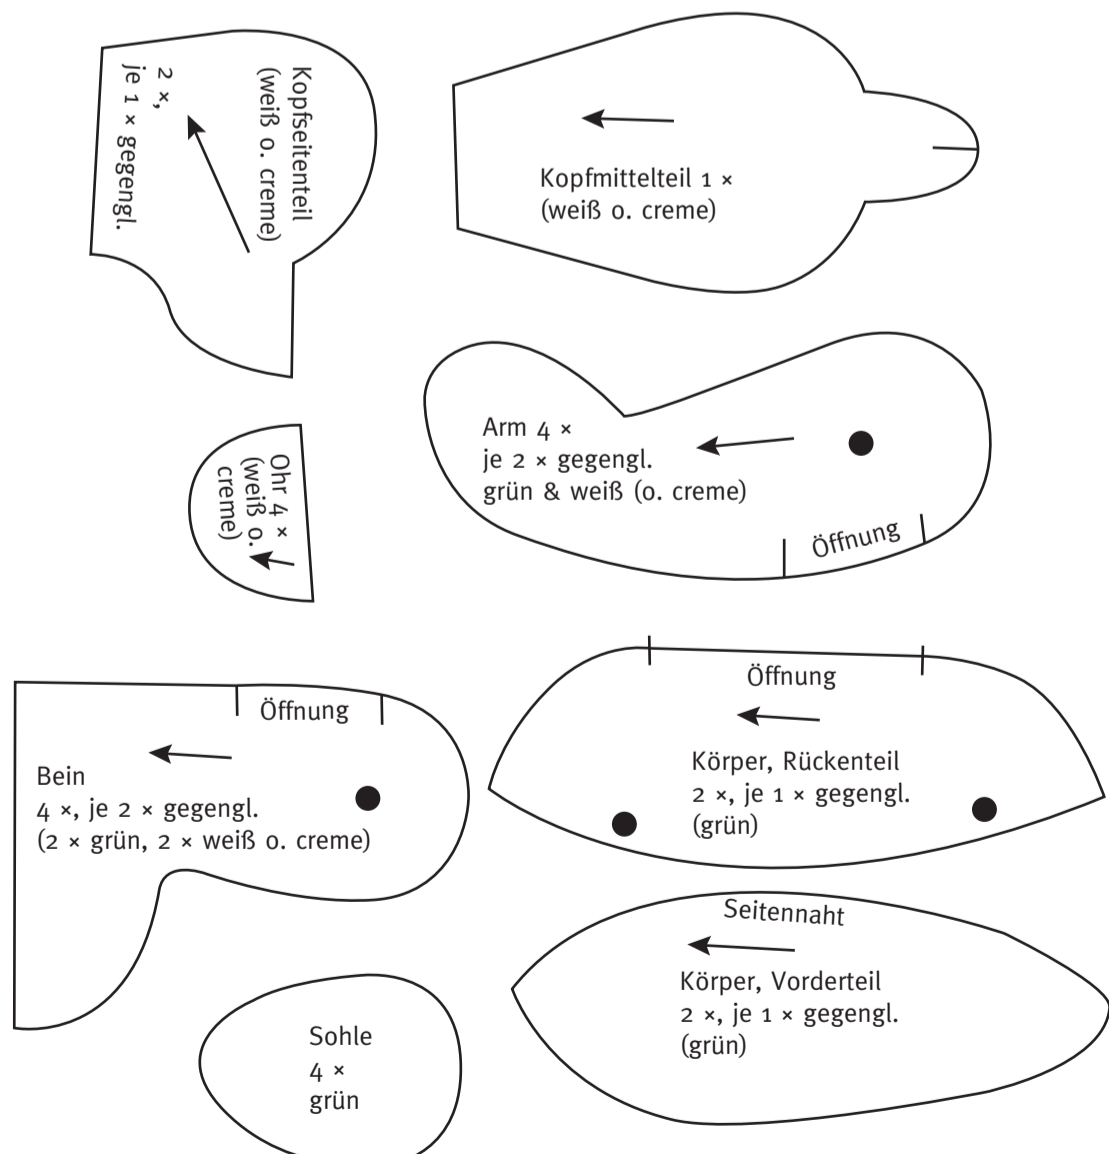 Kopfseitenteil
(weiß o. creme)
2 ×,
je 1 × gegengl.
Kopfmittelteil 1 ×
(weiß o. creme)
Arm 4 ×
je 2 × gegengl.
grün & weiß (o. creme)
Öffnung
Ohr 4 ×
(weiß o.
creme)
Öffnung
Bein
4 ×, je 2 × gegengl.
(2 × grün, 2 × weiß o. creme)
Öffnung
Körper, Rückenteil
2 ×, je 1 × gegengl.
(grün)
Seitennaht
Körper, Vorderteil
2 ×, je 1 × gegengl.
(grün)
Sohle
4 ×
grün